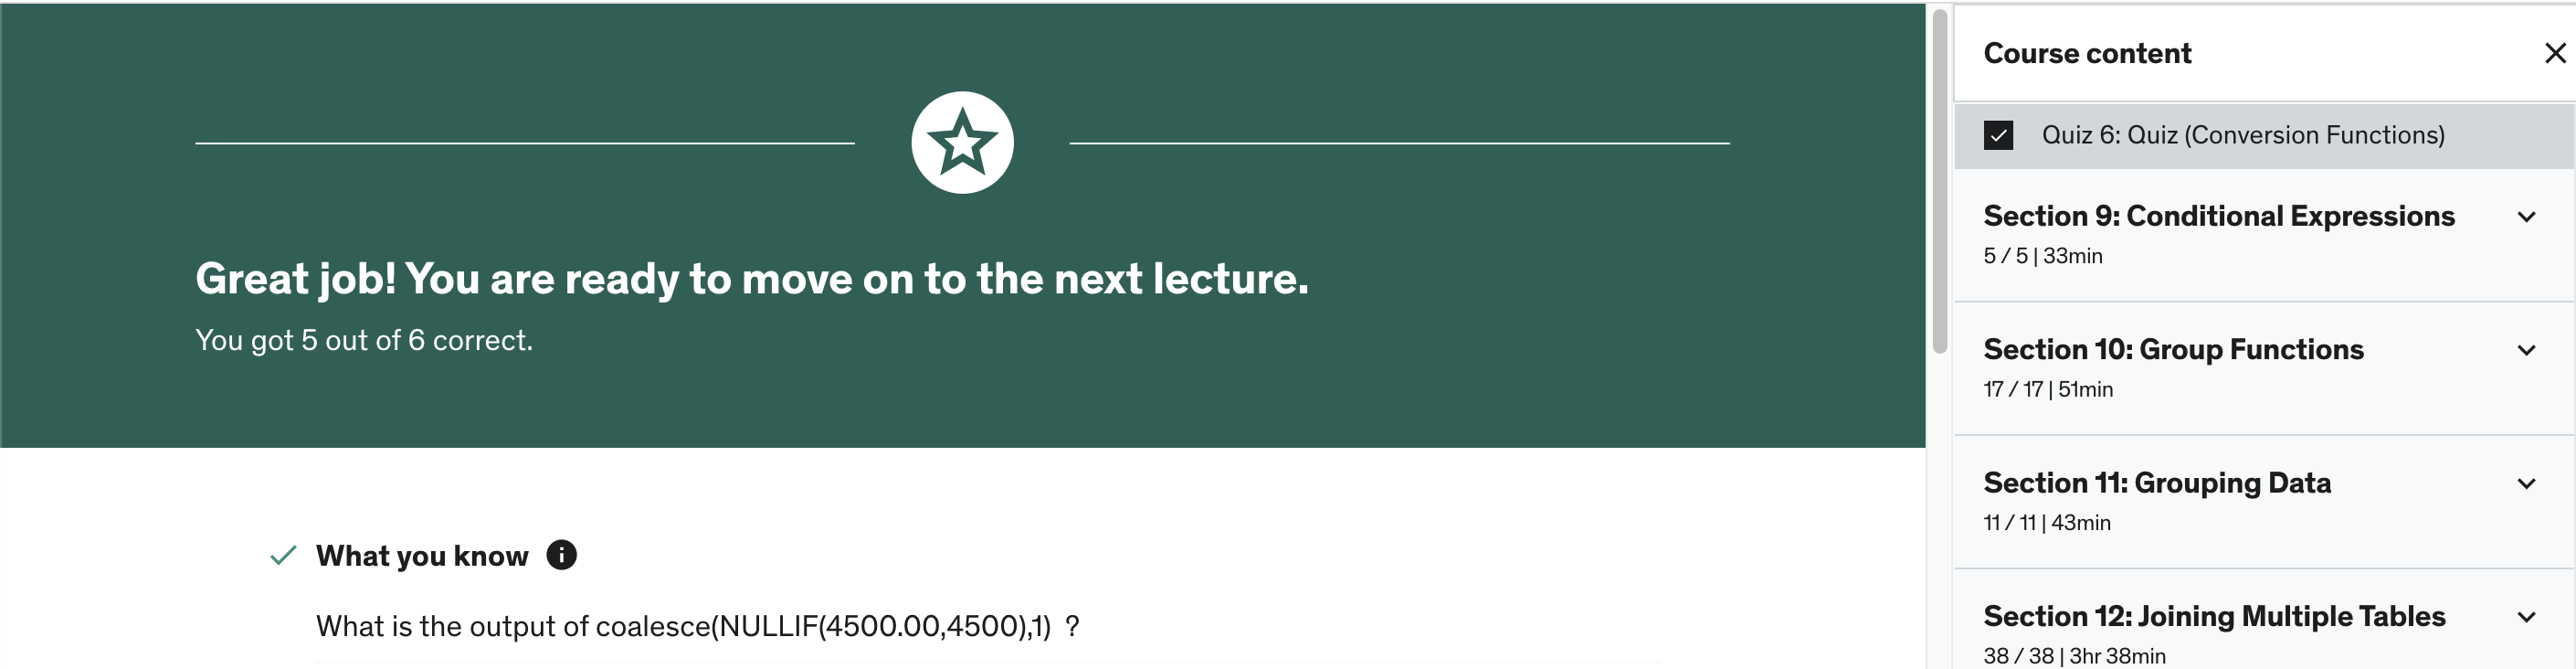 Great job! You are ready to move on to the next lecture.
You got 5 out of 6 correct.
What you know
What is the output of coalesce(NULLIF(4500.00,4500),1) ?
Course content
Quiz 6: Quiz (Conversion Functions)
Section 9: Conditional Expressions
5 / 5 | 33min
Section 10: Group Functions
17 / 17 | 51min
Section 11: Grouping Data
11 / 11 | 43min
Section 12: Joining Multiple Tables
38 / 38 | 3hr 38min